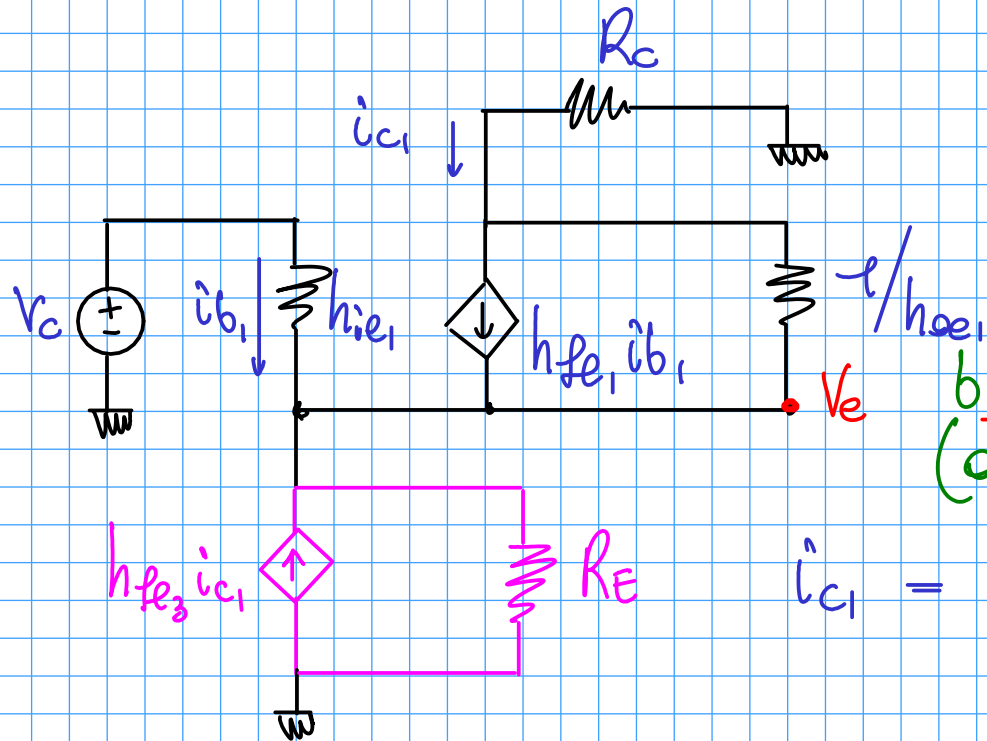 Rc
ic1
Vc
+
−
ib1
hie1
hfe1 ib1
1/hoe1
Ve
b
(
hfe3 ic1
RE
ic1 =